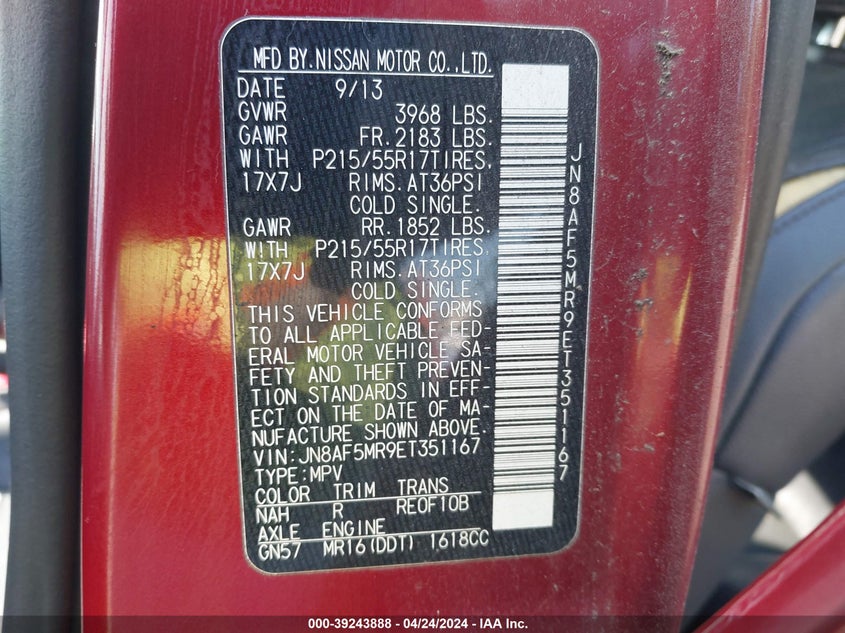 MFD BY.NISSAN MOTOR CO.,LTD.
DATE 9/13
GVWR 3968 LBS.
GAWR FR.2183 LBS.
WITH P215/55R17TIRES,
17X7J RIMS.AT36PSI
COLD SINGLE.
GAWR RR.1852 LBS.
WITH P215/55R17TIRES,
17X7J RIMS.AT36PSI
COLD SINGLE.
THIS VEHICLE CONFORMS
TO ALL APPLICABLE FED-
ERAL MOTOR VEHICLE SA-
FETY AND THEFT PREVEN-
TION STANDARDS IN EFF-
ECT ON THE DATE OF MA-
NUFACTURE SHOWN ABOVE.
VIN:JN8AF5MR9ET351167
TYPE:MPV
COLOR TRIM TRANS
NAH R RE0F10B
AXLE ENGINE
GN57 MR16(DDT) 1618CC
JN8AF5MR9ET351167
000-39243888 - 04/24/2024 - IAA Inc.